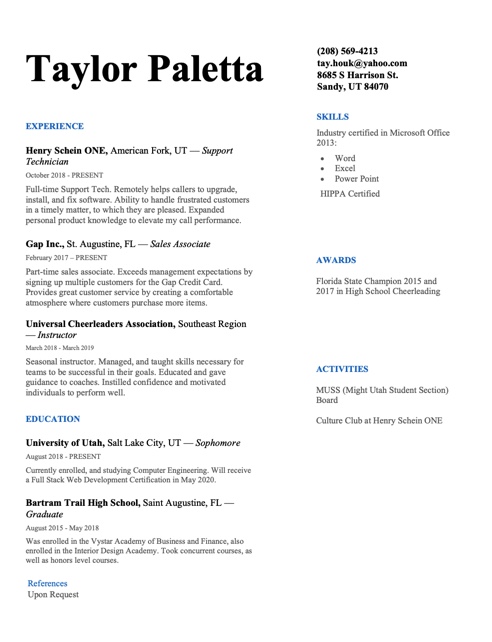 Taylor Paletta
(208) 569-4213
tay.houk@yahoo.com
8685 S Harrison St.
Sandy, UT 84070
EXPERIENCE
Henry Schein ONE, American Fork, UT — Support
Technician
October 2018 - PRESENT
Full-time Support Tech. Remotely helps callers to upgrade,
install, and fix software. Ability to handle frustrated customers
in a timely matter, to which they are pleased. Expanded
personal product knowledge to elevate my call performance.
Gap Inc., St. Augustine, FL — Sales Associate
February 2017 – PRESENT
Part-time sales associate. Exceeds management expectations by
signing up multiple customers for the Gap Credit Card.
Provides great customer service by creating a comfortable
atmosphere where customers purchase more items.
Universal Cheerleaders Association, Southeast Region
— Instructor
March 2018 - March 2019
Seasonal instructor. Managed, and taught skills necessary for
teams to be successful in their goals. Educated and gave
guidance to coaches. Instilled confidence and motivated
individuals to perform well.
EDUCATION
University of Utah, Salt Lake City, UT — Sophomore
August 2018 - PRESENT
Currently enrolled, and studying Computer Engineering. Will receive
a Full Stack Web Development Certification in May 2020.
Bartram Trail High School, Saint Augustine, FL —
Graduate
August 2015 - May 2018
Was enrolled in the Vystar Academy of Business and Finance, also
enrolled in the Interior Design Academy. Took concurrent courses, as
well as honors level courses.
References
Upon Request
SKILLS
Industry certified in Microsoft Office
2013:
• Word
• Excel
• Power Point
HIPPA Certified
AWARDS
Florida State Champion 2015 and
2017 in High School Cheerleading
ACTIVITIES
MUSS (Might Utah Student Section)
Board
Culture Club at Henry Schein ONE